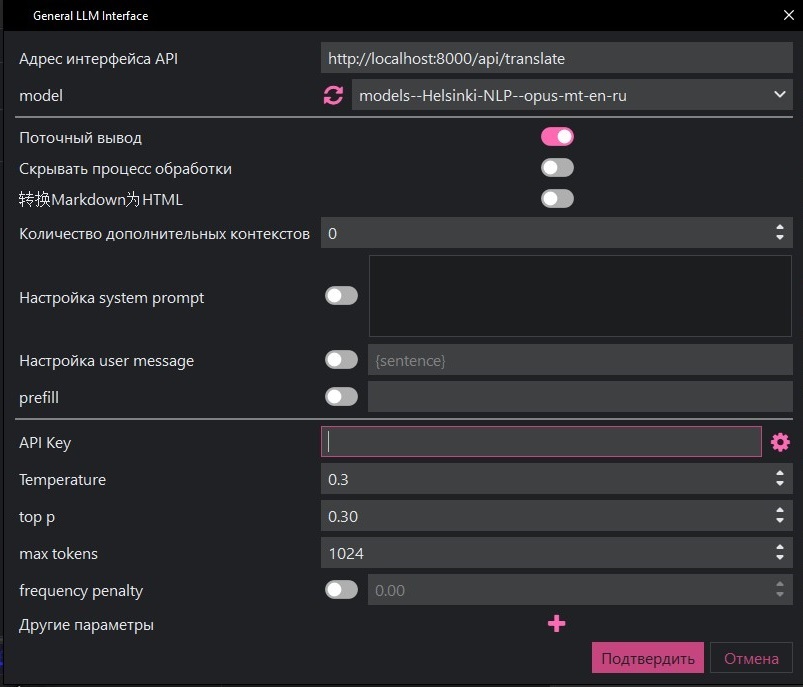 General LLM Interface
Адрес интерфейса API http://localhost:8000/api/translate
model models--Helsinki-NLP--opus-mt-en-ru
Поточный вывод
Скрывать процесс обработки
转换Markdown为HTML
Количество дополнительных контекстов 0
Настройка system prompt
Настройка user message {sentence}
prefill
API Key
Temperature 0.3
top p 0.30
max tokens 1024
frequency penalty 0.00
Другие параметры
Подтвердить Отмена